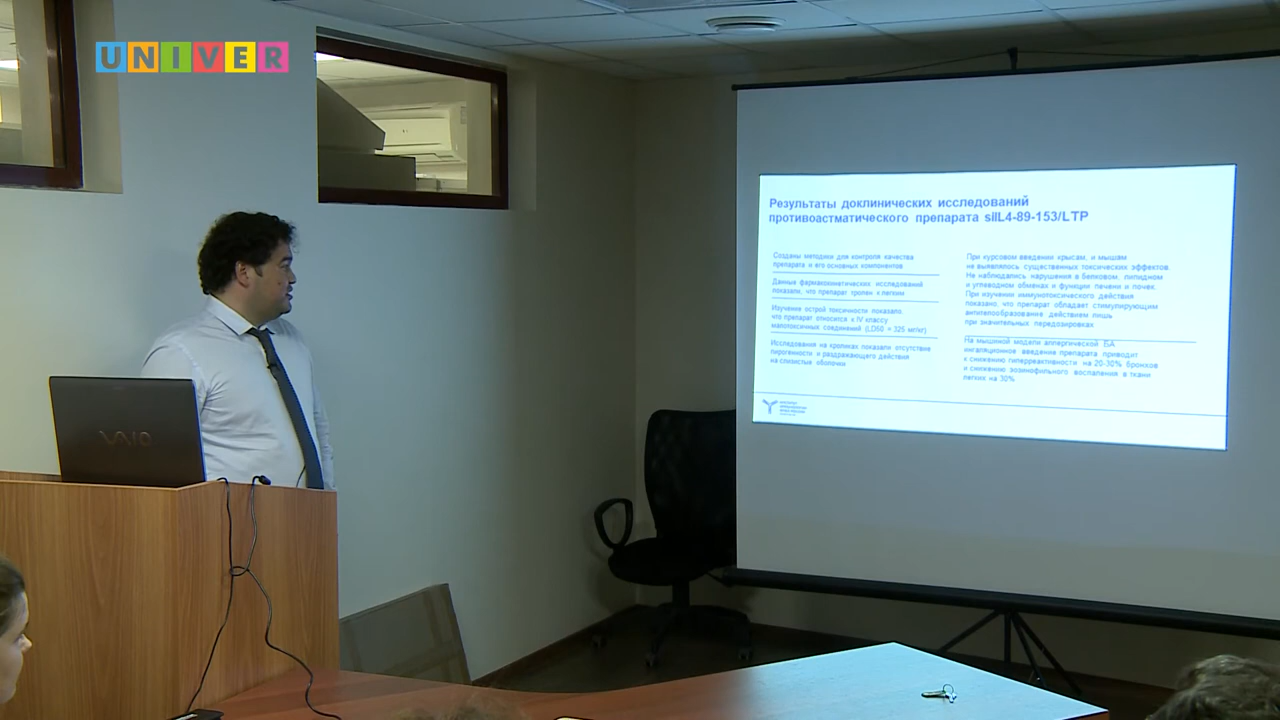 UNIVER
Результаты доклинических исследований
противоастматического препарата siIL4-89-153/LTP
Созданы методики для контроля качества
препарата и его основных компонентов
Данные фармакокинетических исследований
показали, что препарат тропен к легким
Изучение острой токсичности показало,
что препарат относится к IV классу
малотоксичных соединений (LD50 = 325 мг/кг)
Исследования на кроликах показали отсутствие
пирогенности и раздражающего действия
на слизистые оболочки
При курсовом введении крысам, и мышам
не выявлялось существенных токсических эффектов.
Не наблюдались нарушения в белковом, липидном
и углеводном обменах и функции печени и почек.
При изучении иммунотоксического действия
показано, что препарат обладает стимулирующим
антителообразование действием лишь
при значительных передозировках
На мышиной модели аллергической БА
ингаляционное введение препарата приводит
к снижению гиперреактивности на 20-30% бронхов
и снижению эозинофильного воспаления в ткани
легких на 30%
VAIO